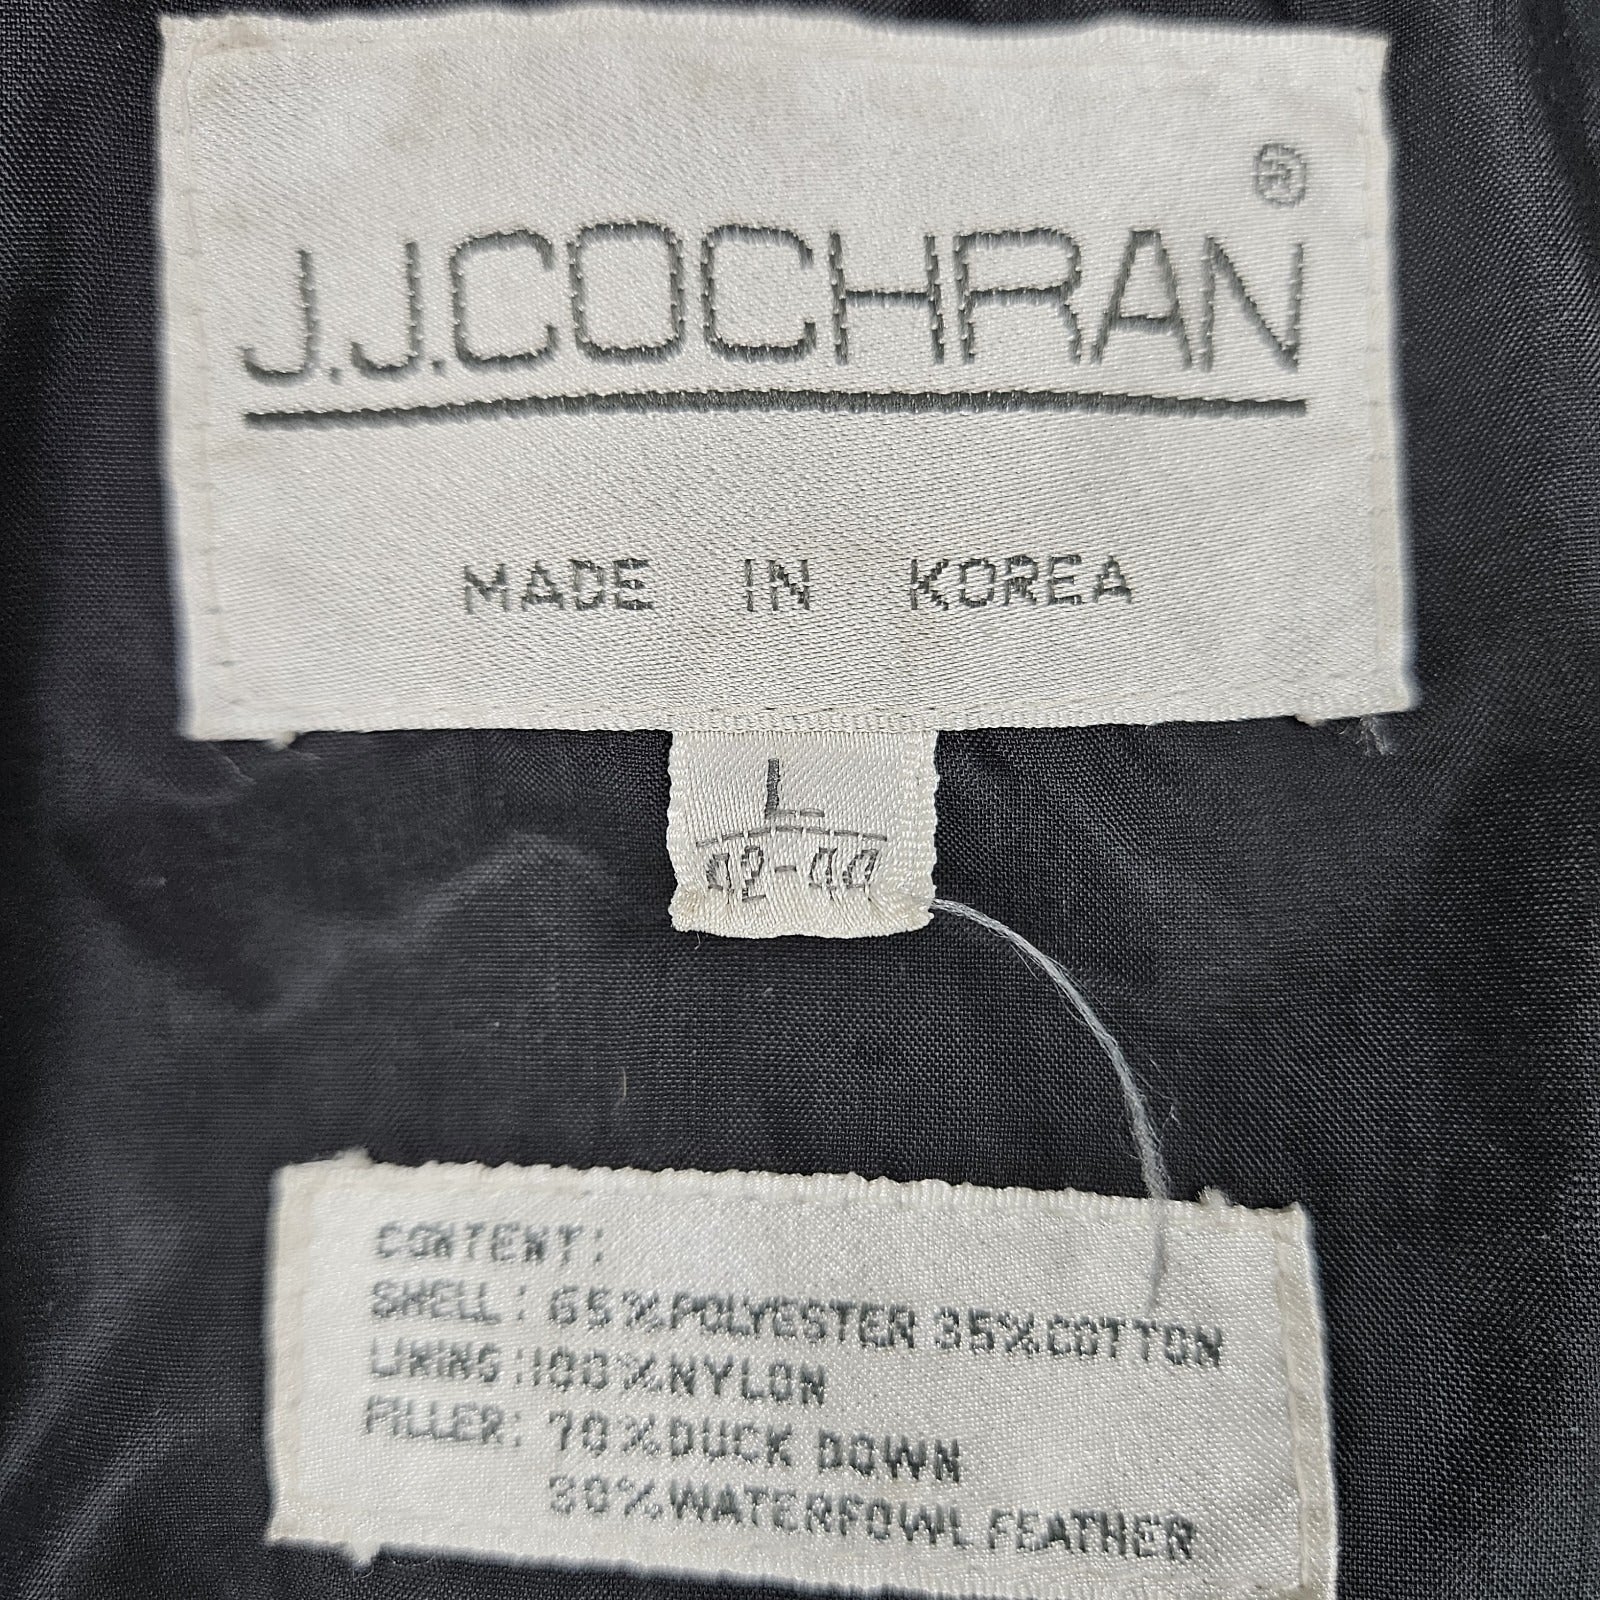 ®
J.J.COCHRAN
MADE IN KOREA
L
42-44
CONTENT:
SHELL: 65%POLYESTER 35%COTTON
LINING:100%NYLON
FILLER: 70%DUCK DOWN
30%WATERFOWL FEATHER